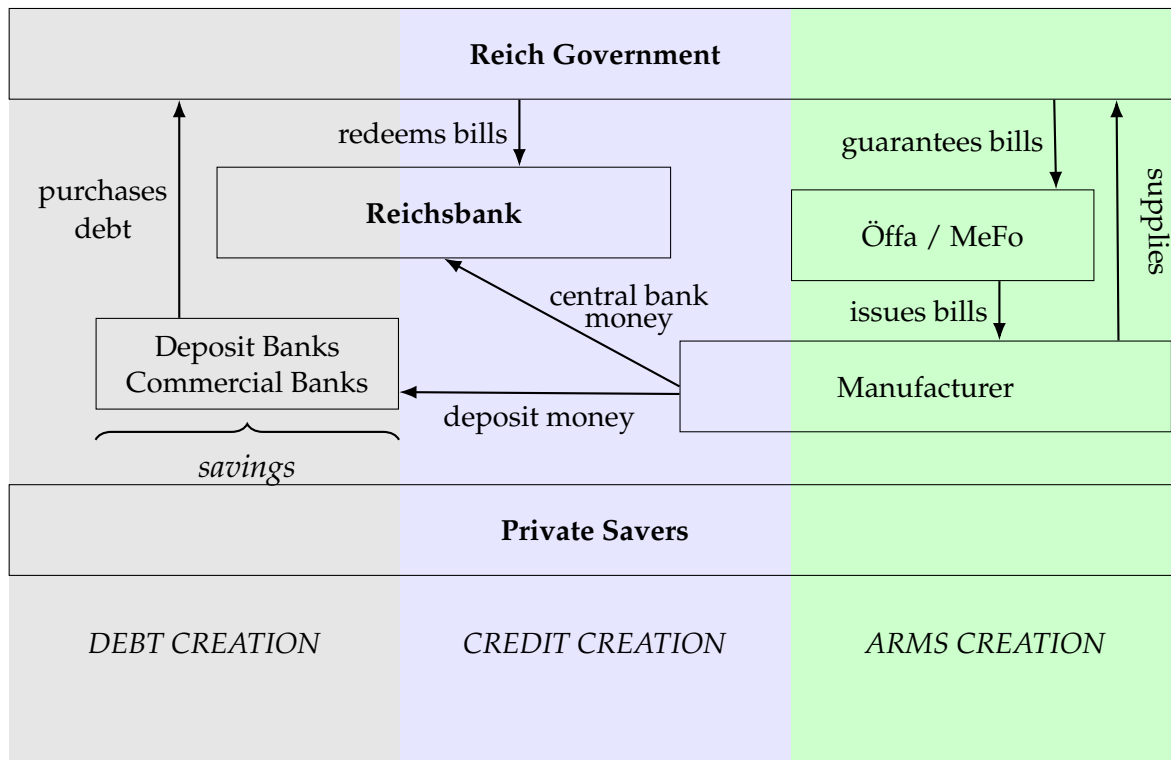 Reich Government
redeems bills
guarantees bills
purchases
debt
supplies
Reichsbank
Öffa / MeFo
central bank
money
issues bills
Deposit Banks
Commercial Banks
Manufacturer
deposit money
savings
Private Savers
DEBT CREATION
CREDIT CREATION
ARMS CREATION